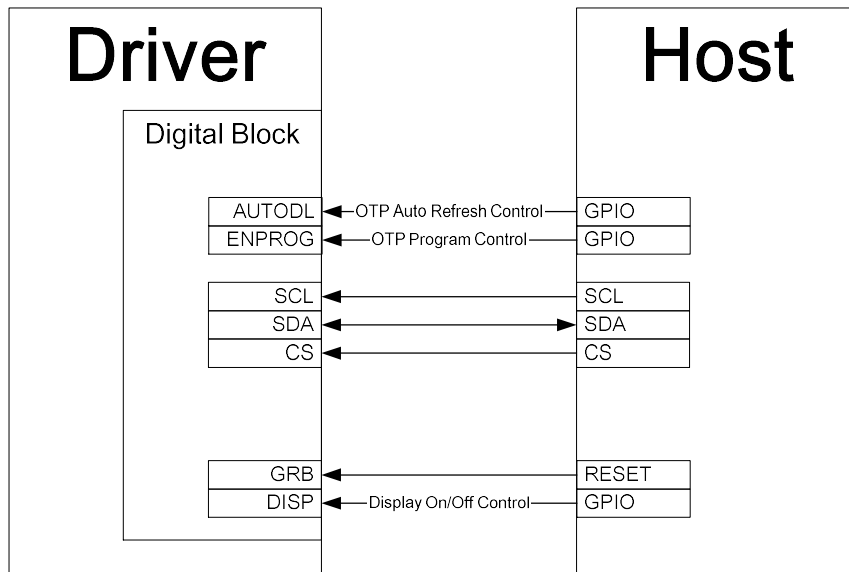 Driver
Host
Digital Block
AUTODL OTP Auto Refresh Control GPIO
ENPROG OTP Program Control GPIO
SCL SCL
SDA SDA
CS CS
GRB RESET
DISP Display On/Off Control GPIO